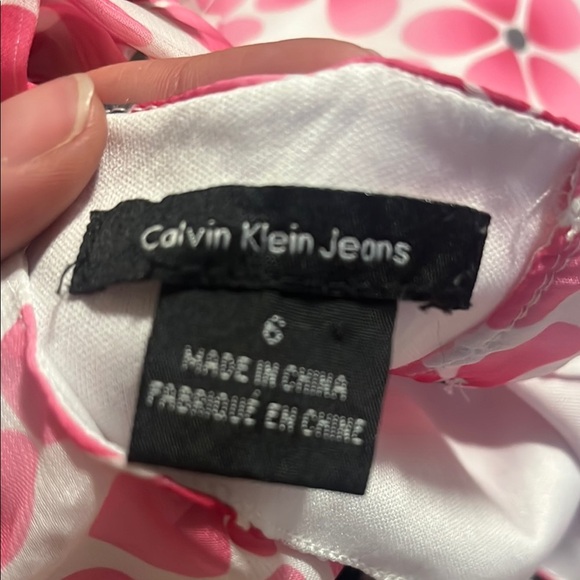 Calvin Klein Jeans
6
MADE IN CHINA
FABRIQUÉ EN CHINE